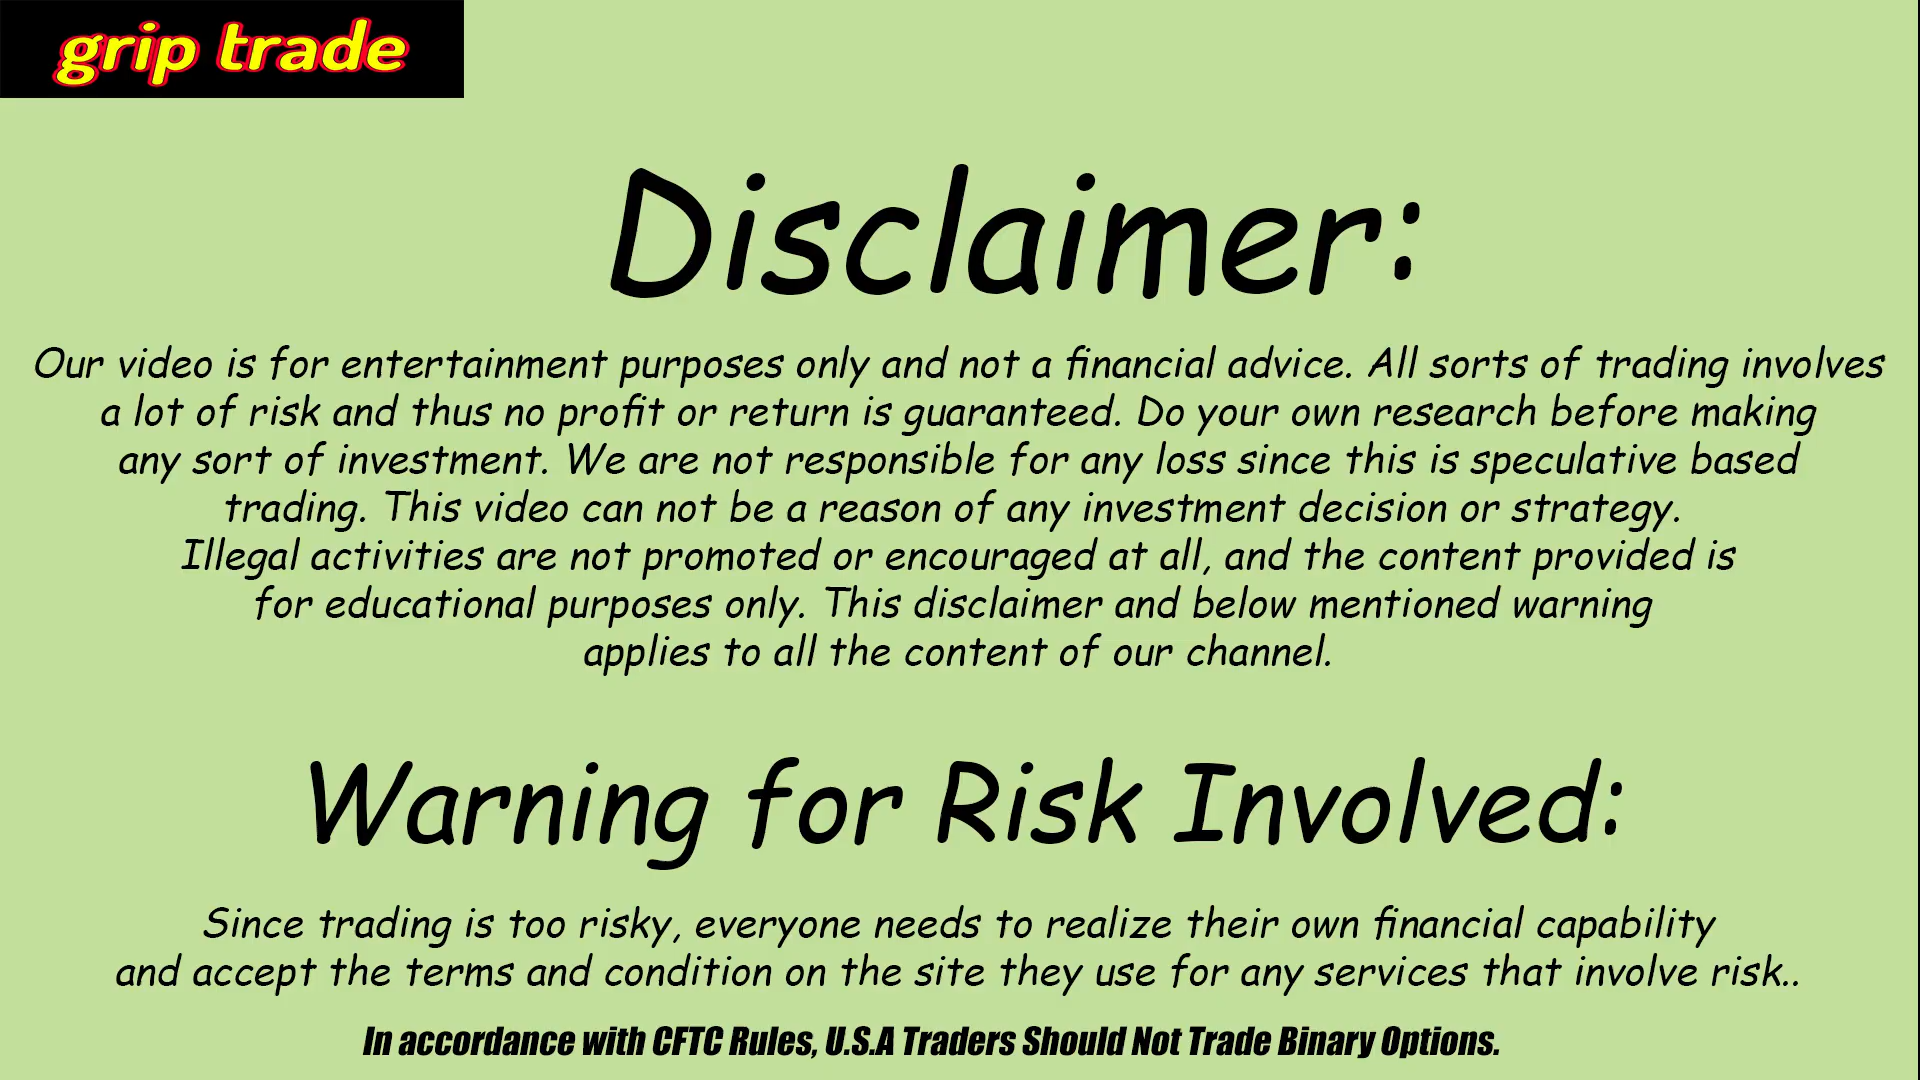 grip trade
Disclaimer:
Our video is for entertainment purposes only and not a financial advice. All sorts of trading involves
a lot of risk and thus no profit or return is guaranteed. Do your own research before making
any sort of investment. We are not responsible for any loss since this is speculative based
trading. This video can not be a reason of any investment decision or strategy.
Illegal activities are not promoted or encouraged at all, and the content provided is
for educational purposes only. This disclaimer and below mentioned warning
applies to all the content of our channel.
Warning for Risk Involved:
Since trading is too risky, everyone needs to realize their own financial capability
and accept the terms and condition on the site they use for any services that involve risk..
In accordance with CFTC Rules, U.S.A Traders Should Not Trade Binary Options.